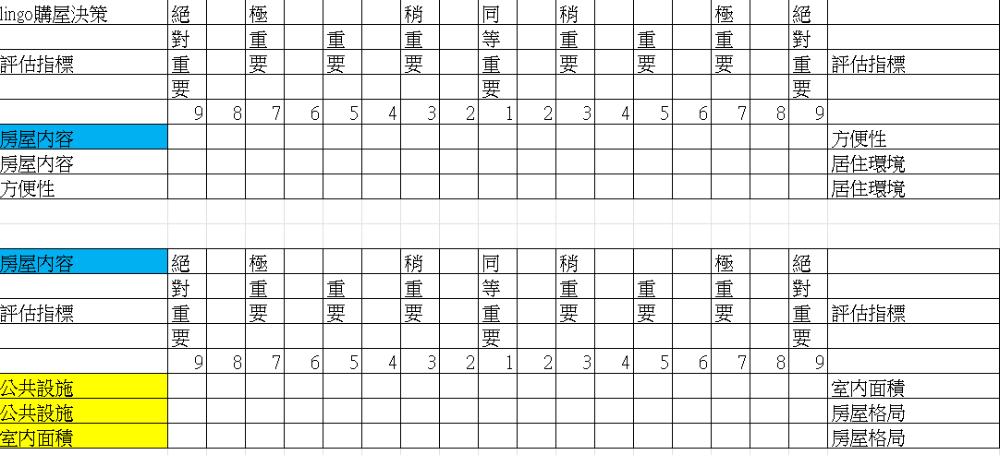 lingo購屋決策 絕 極 稍 同 稍 極 絕
對 重 重 重 等 重 重 重 對
評估指標 重 要 要 要 重 要 要 要 重 評估指標
要 要 要
9 8 7 6 5 4 3 2 1 2 3 4 5 6 7 8 9
房屋內容 方便性
房屋內容 居住環境
方便性 居住環境
房屋內容 絕 極 稍 同 稍 極 絕
對 重 重 重 等 重 重 重 對
評估指標 重 要 要 要 重 要 要 要 重 評估指標
要 要 要
9 8 7 6 5 4 3 2 1 2 3 4 5 6 7 8 9
公共設施 室內面積
公共設施 房屋格局
室內面積 房屋格局